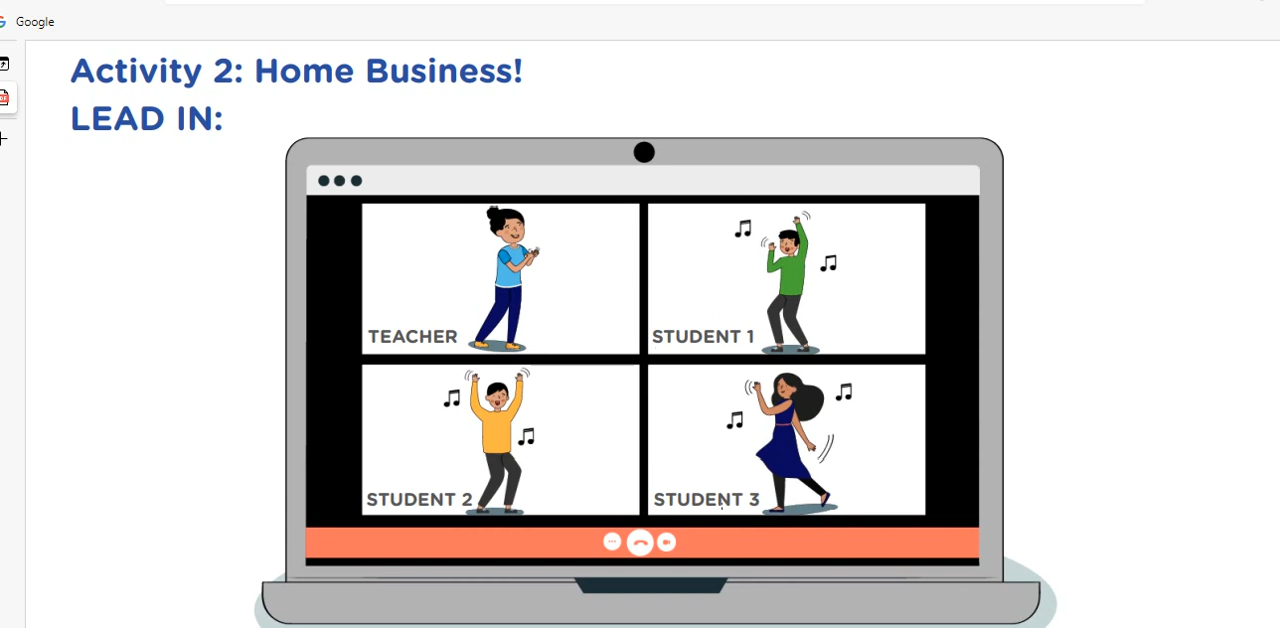 Google
Activity 2: Home Business!
LEAD IN:
TEACHER
STUDENT 1
STUDENT 2
STUDENT 3